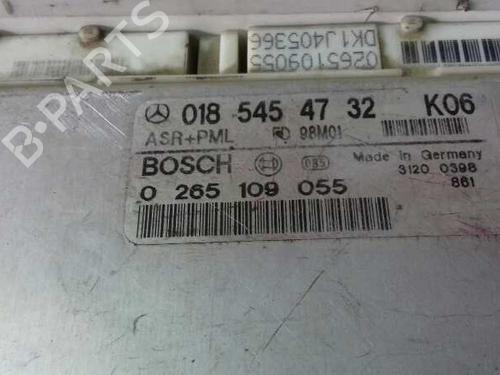 0265109055
DK1J405366
018 545 47 32 K06
ASR+PML 98M01
BOSCH Made in Germany
0 265 109 055 3120 0398
861
B-PARTS